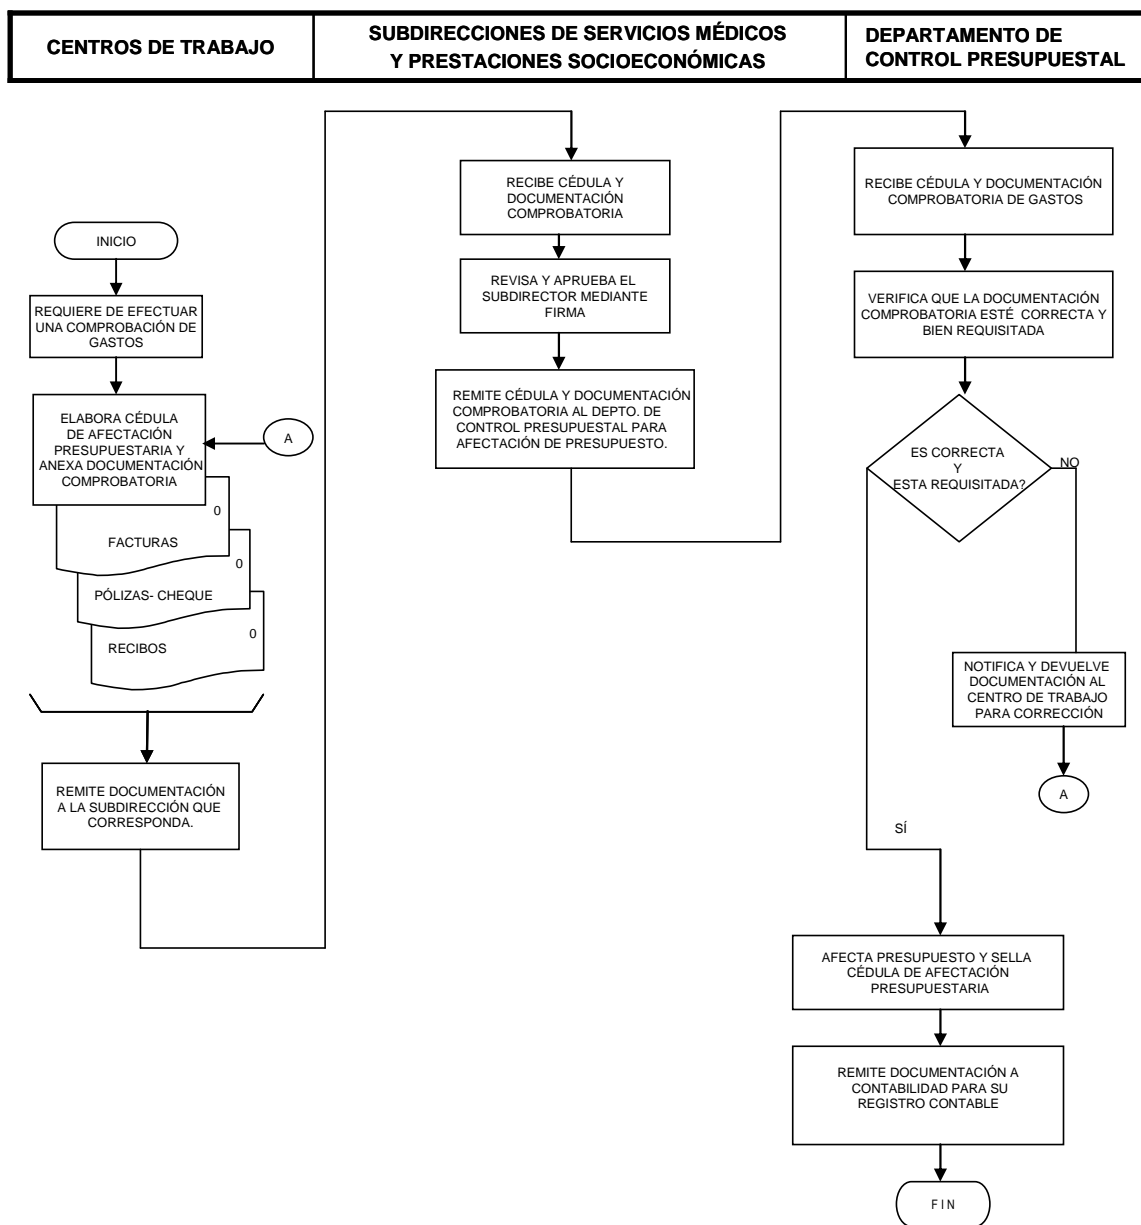 CENTROS DE TRABAJO
SUBDIRECCIONES DE SERVICIOS MÉDICOS
Y PRESTACIONES SOCIOECONÓMICAS
DEPARTAMENTO DE
CONTROL PRESUPUESTAL
INICIO
REQUIERE DE EFECTUAR
UNA COMPROBACIÓN DE
GASTOS
ELABORA CÉDULA
DE AFECTACIÓN
PRESUPUESTARIA Y
ANEXA DOCUMENTACIÓN
COMPROBATORIA
A
0
FACTURAS
0
PÓLIZAS- CHEQUE
0
RECIBOS
REMITE DOCUMENTACIÓN
A LA SUBDIRECCIÓN QUE
CORRESPONDA.
RECIBE CÉDULA Y
DOCUMENTACIÓN
COMPROBATORIA
REVISA Y APRUEBA EL
SUBDIRECTOR MEDIANTE
FIRMA
REMITE CÉDULA Y DOCUMENTACIÓN
COMPROBATORIA AL DEPTO. DE
CONTROL PRESUPUESTAL PARA
AFECTACIÓN DE PRESUPUESTO.
RECIBE CÉDULA Y DOCUMENTACIÓN
COMPROBATORIA DE GASTOS
VERIFICA QUE LA DOCUMENTACIÓN
COMPROBATORIA ESTÉ CORRECTA Y
BIEN REQUISITADA
ES CORRECTA
Y
ESTA REQUISITADA?
NO
NOTIFICA Y DEVUELVE
DOCUMENTACIÓN AL
CENTRO DE TRABAJO
PARA CORRECCIÓN
A
SÍ
AFECTA PRESUPUESTO Y SELLA
CÉDULA DE AFECTACIÓN
PRESUPUESTARIA
REMITE DOCUMENTACIÓN A
CONTABILIDAD PARA SU
REGISTRO CONTABLE
F I N